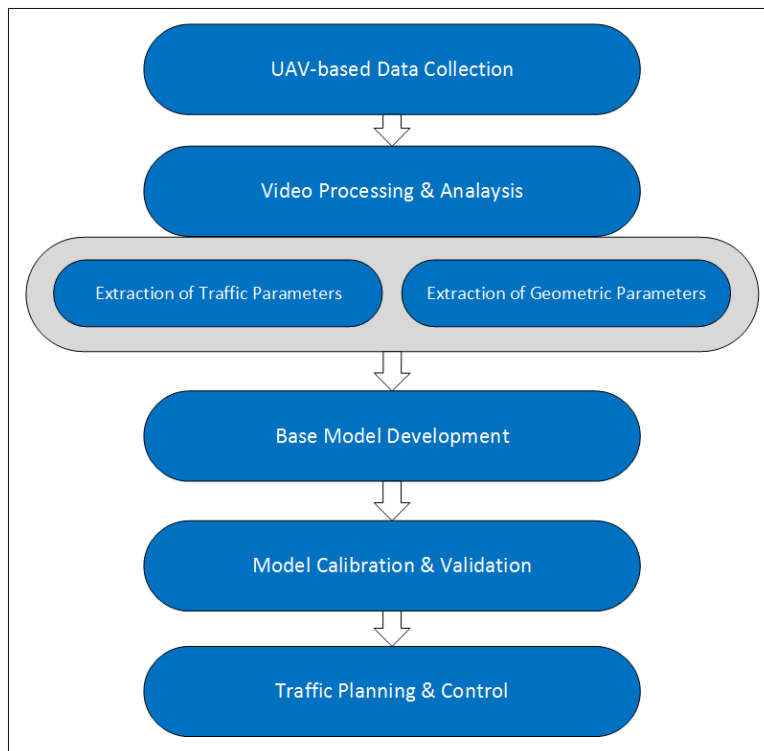 UAV-based Data Collection
Video Processing & Analaysis
Extraction of Traffic Parameters
Extraction of Geometric Parameters
Base Model Development
Model Calibration & Validation
Traffic Planning & Control